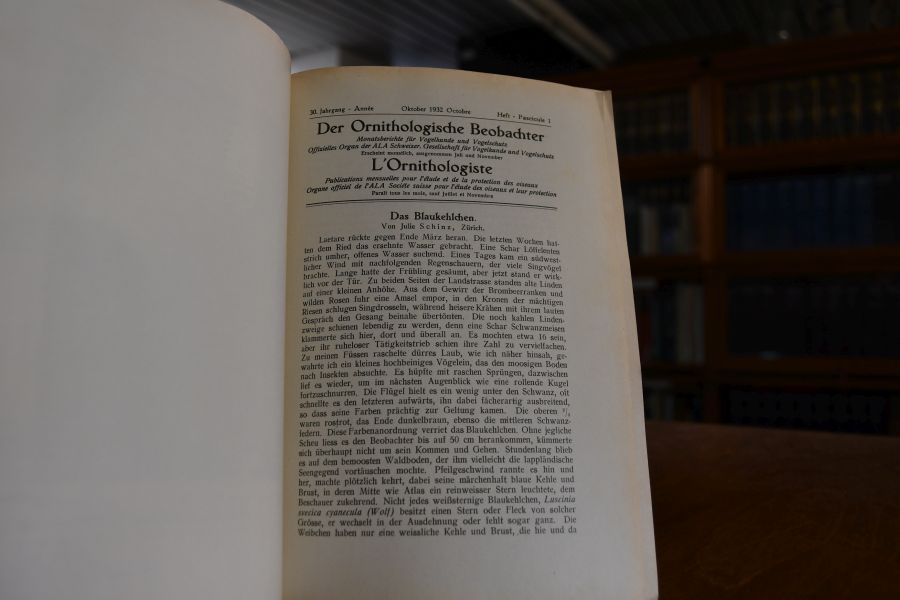 30. Jahrgang - Année Oktober 1932 Octobre Heft - Fascicule 1
Der Ornithologische Beobachter
Monatsberichte für Vogelkunde und Vogelschutz
Offizielles Organ der ALA Schweizer. Gesellschaft für Vogelkunde und Vogelschutz
Erscheint monatlich, ausgenommen Juli und November
L'Ornithologiste
Publications mensuelles pour l'étude et de la protection des oiseaux
Organe officiel de l'ALA Société suisse pour l'étude des oiseaux et leur protection
Paraît tous les mois, sauf Juillet et Novembre
Das Blaukehlchen.
Von Julie Schinz, Zürich.
Laetare rückte gegen Ende März heran. Die letzten Wochen hat-
ten dem Ried das ersehnte Wasser gebracht. Eine Schar Löffelenten
strich umher, offenes Wasser suchend. Eines Tages kam ein südwest-
licher Wind mit nachfolgenden Regenschauern, der viele Singvögel
brachte. Lange hatte der Frühling gesäumt, aber jetzt stand er wirk-
lich vor der Tür. Zu beiden Seiten der Landstrasse standen alte Linden
auf einer kleinen Anhöhe. Aus dem Gewirr der Brombeerranken und
wilden Rosen fuhr eine Amsel empor, in den Kronen der mächtigen
Riesen schlugen Singdrosseln, während heisere Krähen mit ihrem lauten
Gespräch den Gesang beinahe übertönten. Die noch kahlen Linden-
zweige schienen lebendig zu werden, denn eine Schar Schwanzmeisen
klammerte sich hier, dort und überall an. Es mochten etwa 16 sein,
aber ihr ruheloser Tätigkeitstrieb schien ihre Zahl zu vervielfachen.
Zu meinen Füssen raschelte dürres Laub, wie ich näher hinsah, ge-
wahrte ich ein kleines hochbeiniges Vögelein, das den moosigen Boden
nach Insekten absuchte. Es hüpfte mit raschen Sprüngen, dazwischen
lief es wieder, um im nächsten Augenblick wie eine rollende Kugel
fortzuschnurren. Die Flügel hielt es ein wenig unter den Schwanz, oft
schnellte es den letzteren aufwärts, ihn dabei fächerartig ausbreitend,
so dass seine Farben prächtig zur Geltung kamen. Die oberen ²/₃
waren rostrot, das Ende dunkelbraun, ebenso die mittleren Schwanz-
federn. Diese Farbenanordnung verriet das Blaukehlchen. Ohne jegliche
Scheu liess es den Beobachter bis auf 50 cm herankommen, kümmerte
sich überhaupt nicht um sein Kommen und Gehen. Stundenlang blieb
es auf dem bemoosten Waldboden, der ihm vielleicht die lappländische
Seengegend vortäuschen mochte. Pfeilgeschwind rannte es hin und
her, machte plötzlich kehrt, dabei seine märchenhaft blaue Kehle und
Brust, in deren Mitte wie Atlas ein reinweisser Stern leuchtete, dem
Beschauer zukehrend. Nicht jedes weißsternige Blaukehlchen, Luscinia
svecica cyanecula (Wolf) besitzt einen Stern oder Fleck von solcher
Grösse, er wechselt in der Ausdehnung oder fehlt sogar ganz. Die
Weibchen haben nur eine weissliche Kehle und Brust, die hie und da